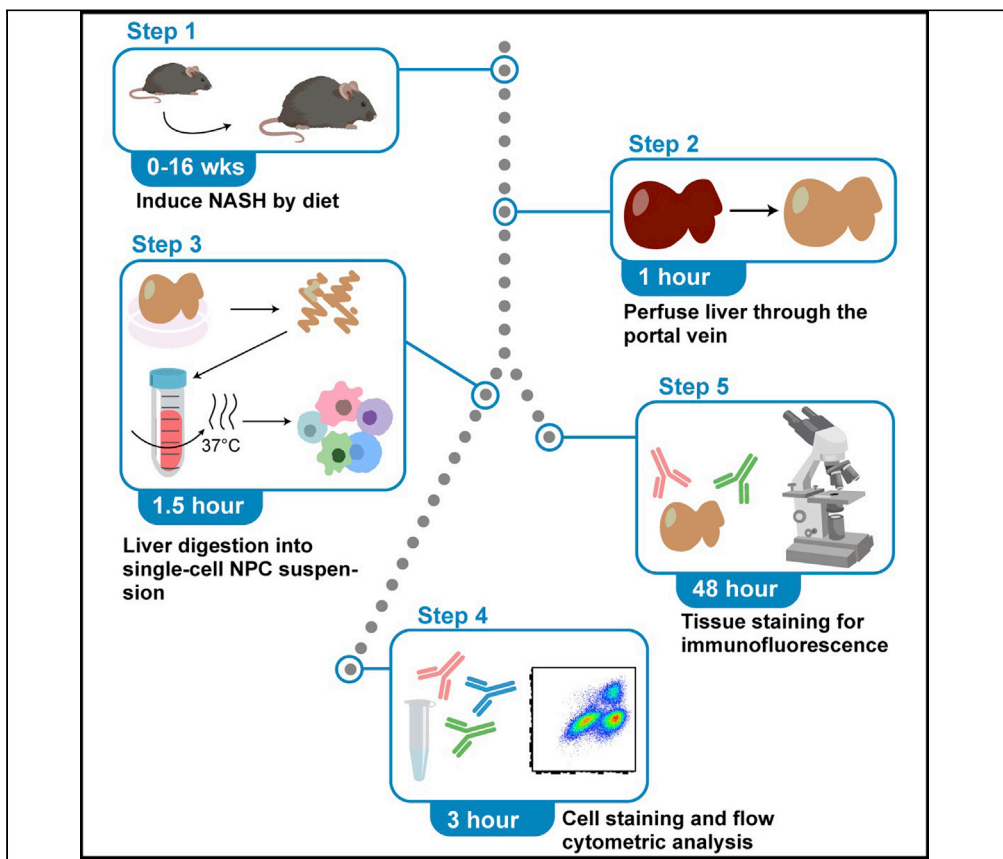 Step 1
0-16 wks
Induce NASH by diet
Step 2
1 hour
Perfuse liver through the
portal vein
Step 3
37°C
1.5 hour
Liver digestion into
single-cell NPC suspen-
sion
Step 5
48 hour
Tissue staining for
immunofluorescence
Step 4
3 hour
Cell staining and flow
cytometric analysis